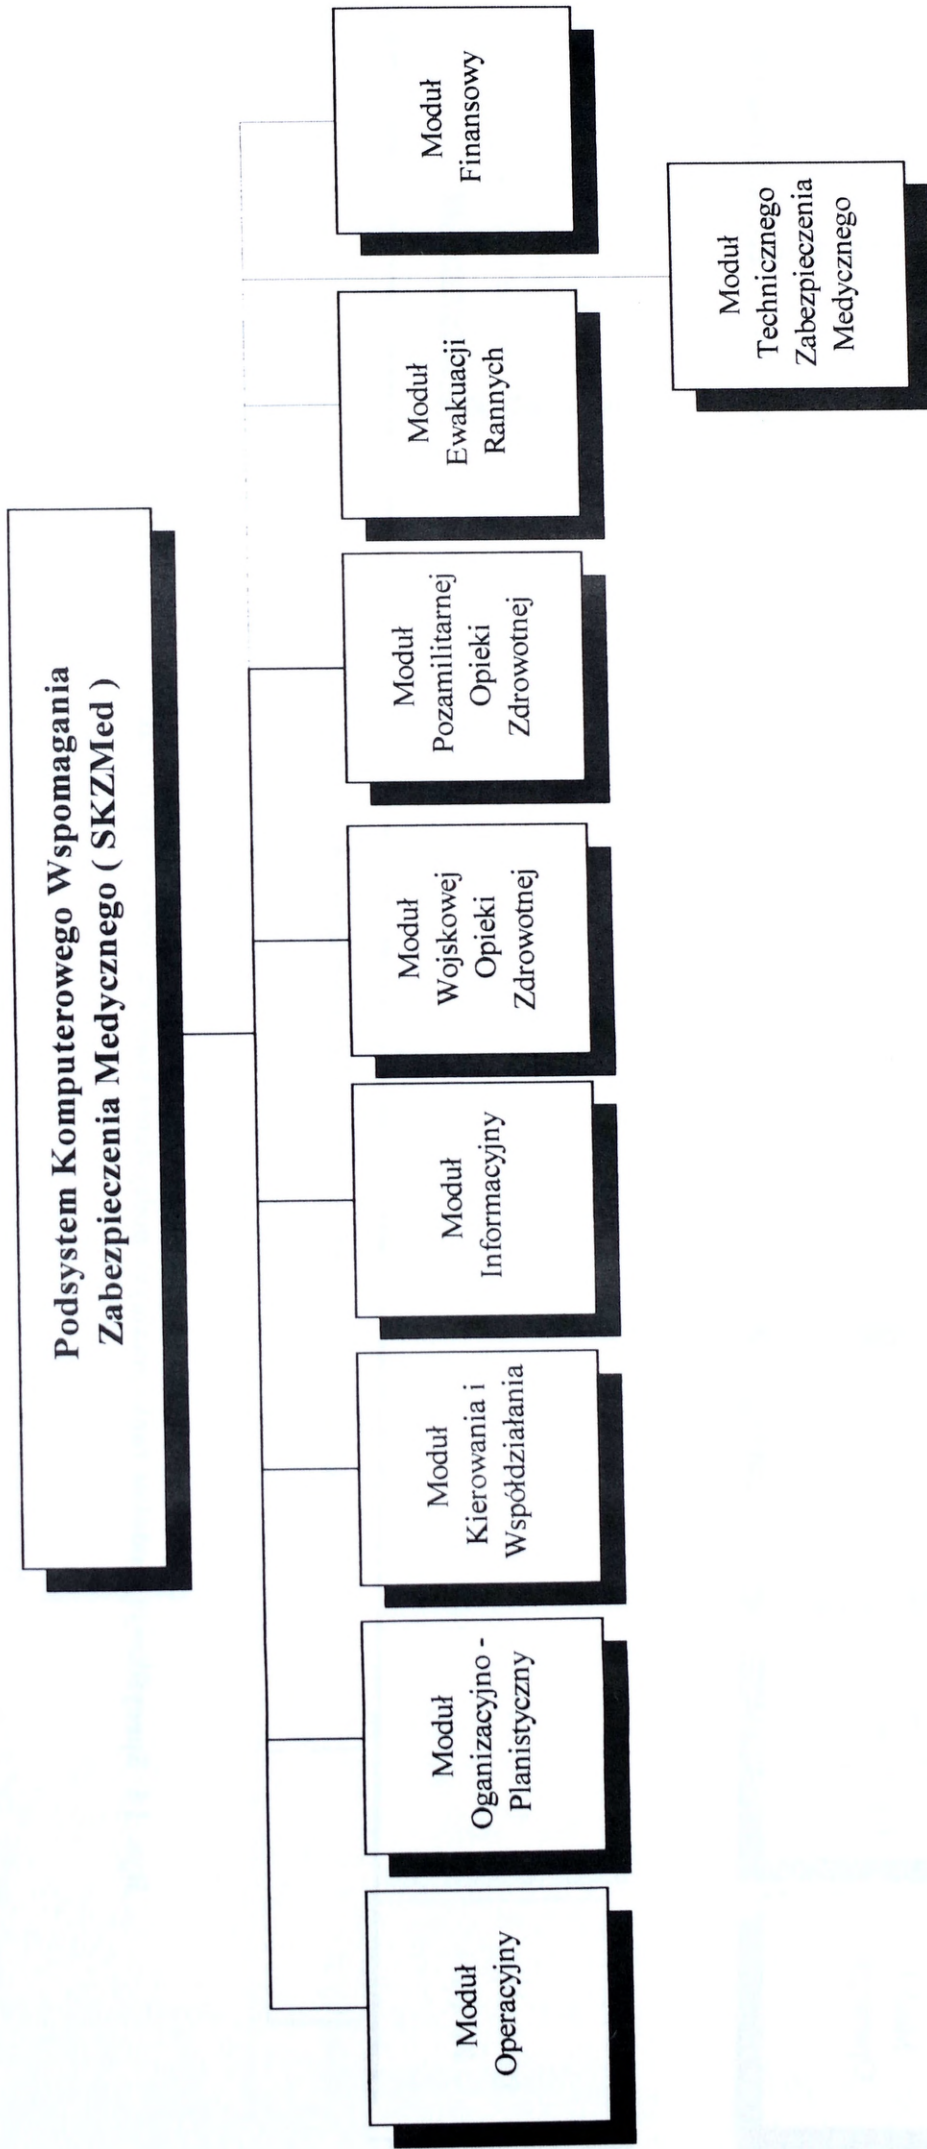 Podsystem Komputerowego Wspomagania
Zabezpieczenia Medycznego ( SKZMed )
Moduł
Operacyjny
Moduł
Oganizacyjno -
Planistyczny
Moduł
Kierowania i
Współdziałania
Moduł
Informacyjny
Moduł
Wojskowej
Opieki
Zdrowotnej
Moduł
Pozamilitarnej
Opieki
Zdrowotnej
Moduł
Ewakuacji
Rannych
Moduł
Finansowy
Moduł
Technicznego
Zabezpieczenia
Medycznego